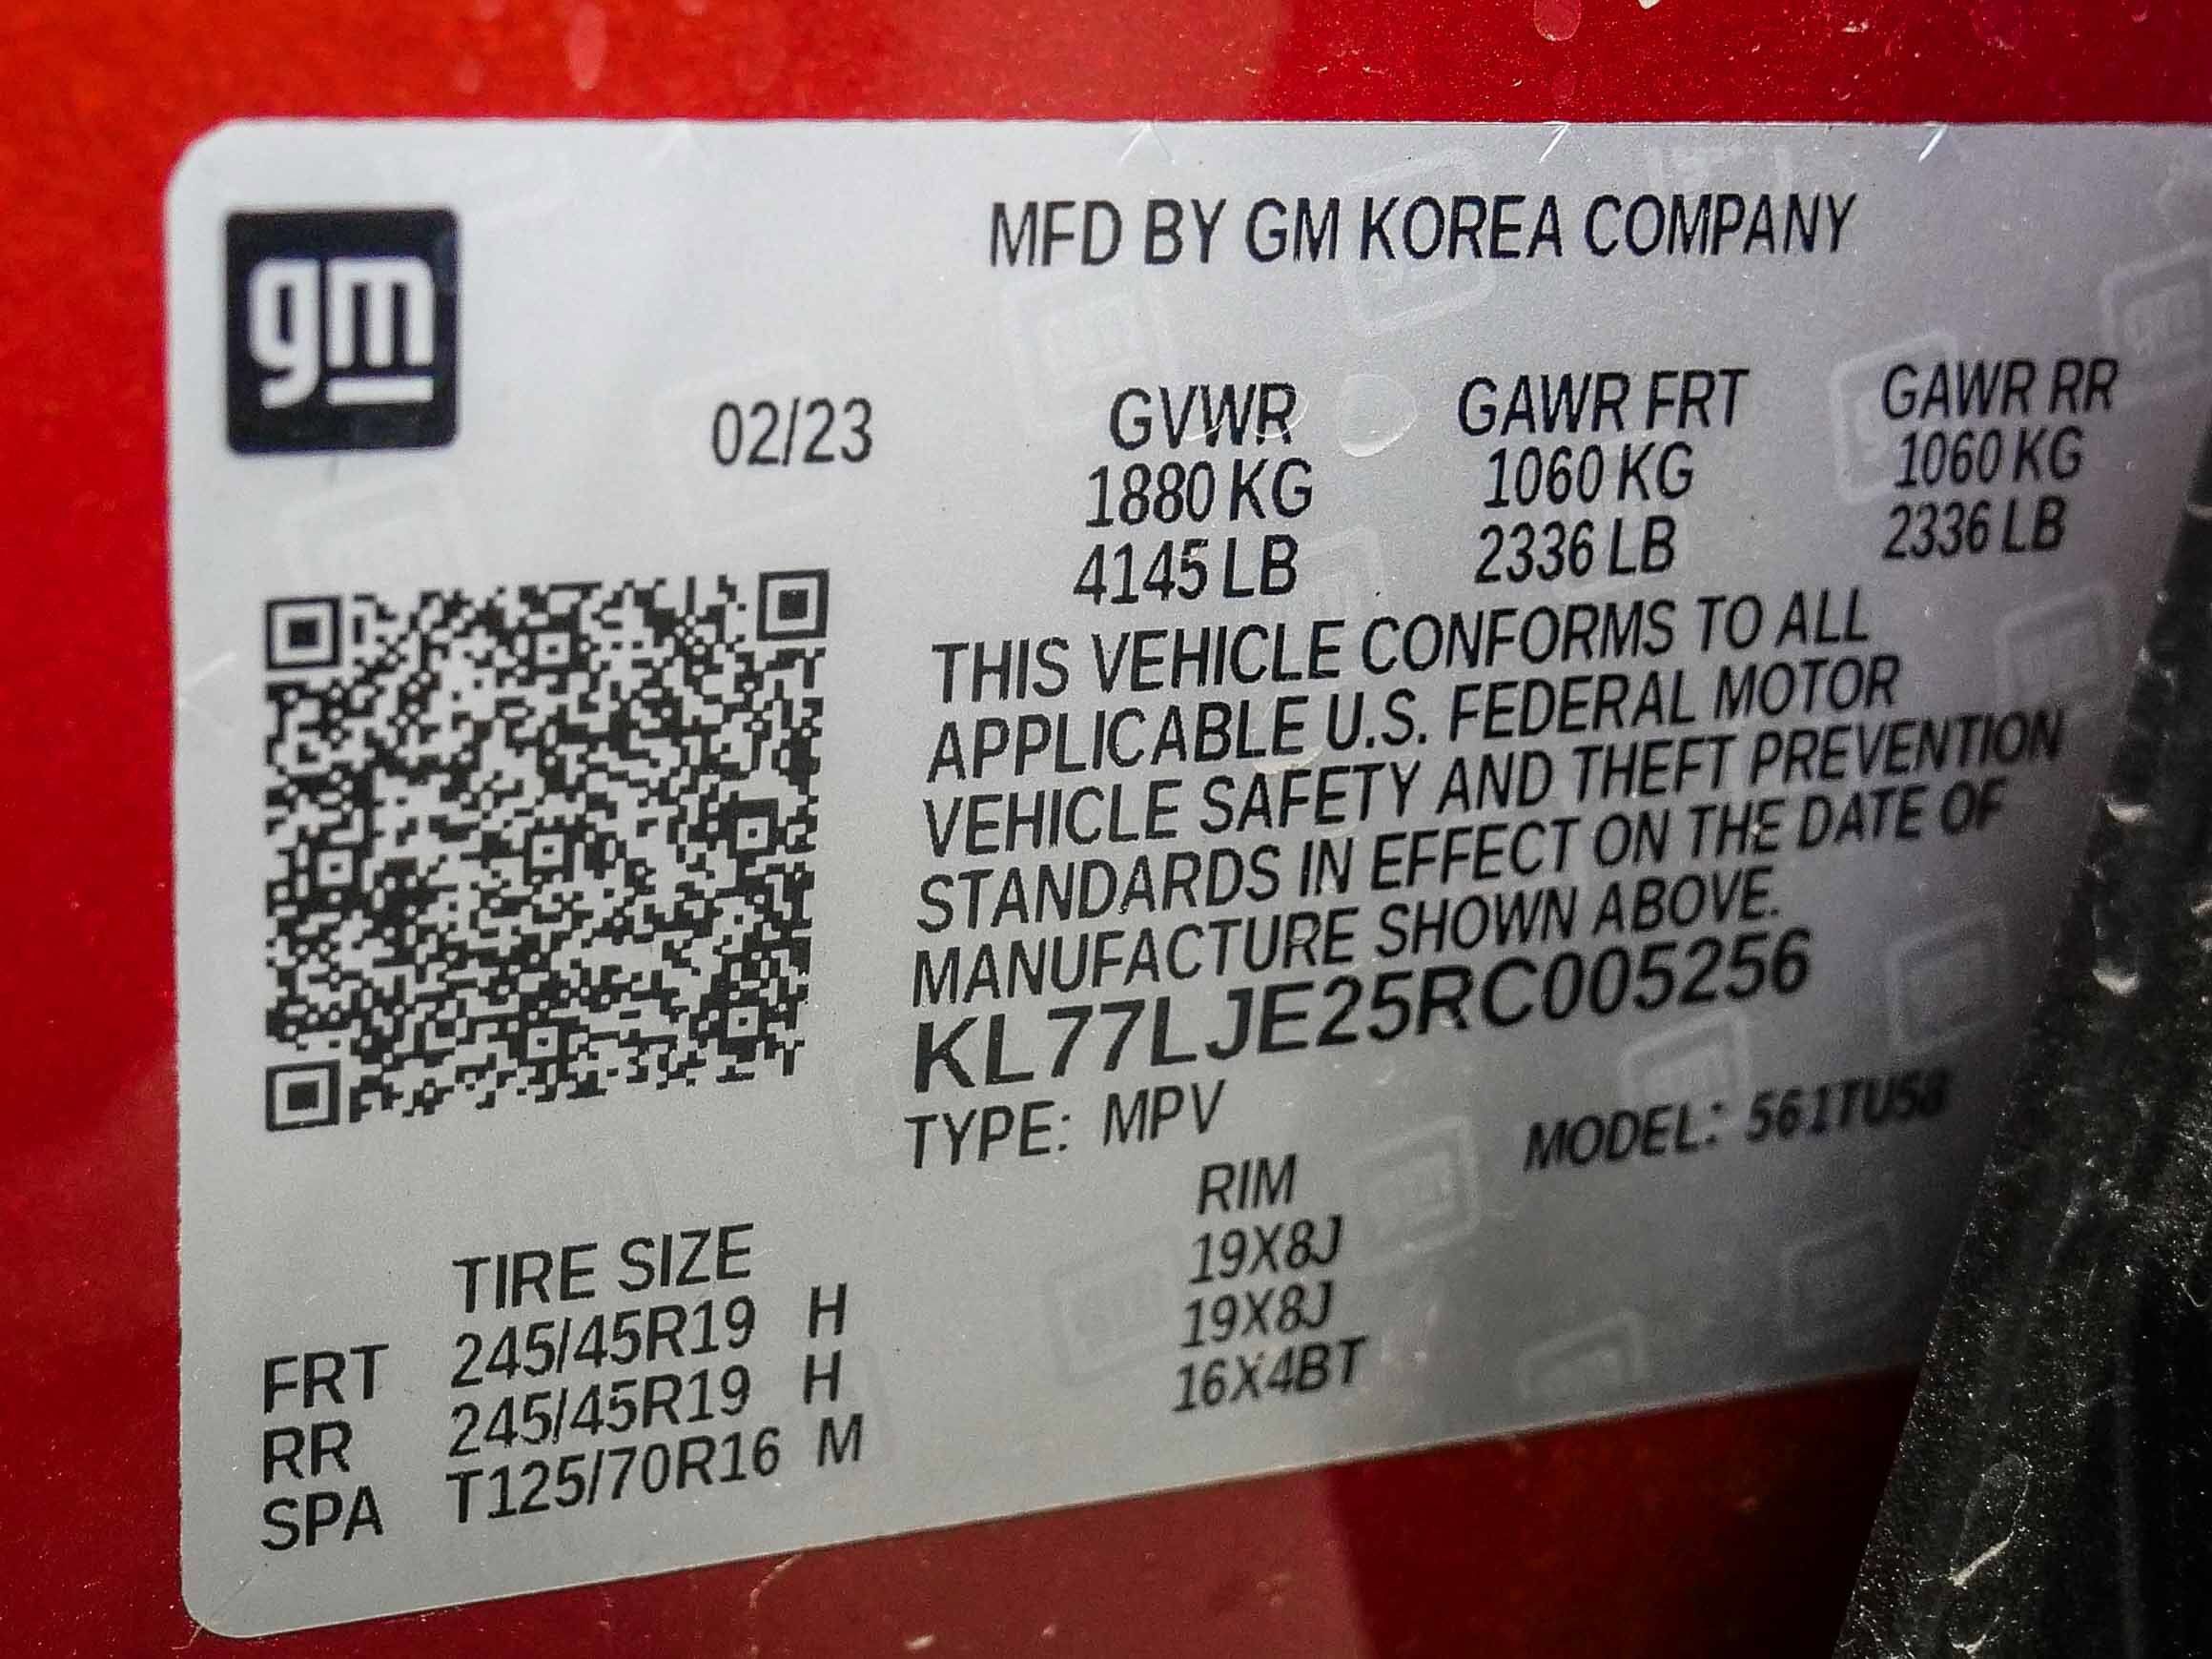 gm
MFD BY GM KOREA COMPANY
02/23
GVWR GAWR FRT GAWR RR
1880 KG 1060 KG 1060 KG
4145 LB 2336 LB 2336 LB
THIS VEHICLE CONFORMS TO ALL
APPLICABLE U.S. FEDERAL MOTOR
VEHICLE SAFETY AND THEFT PREVENTION
STANDARDS IN EFFECT ON THE DATE OF
MANUFACTURE SHOWN ABOVE.
KL77LJE25RC005256
TYPE: MPV MODEL: 561TU58
TIRE SIZE RIM
FRT 245/45R19 H 19X8J
RR 245/45R19 H 19X8J
SPA T125/70R16 M 16X4BT